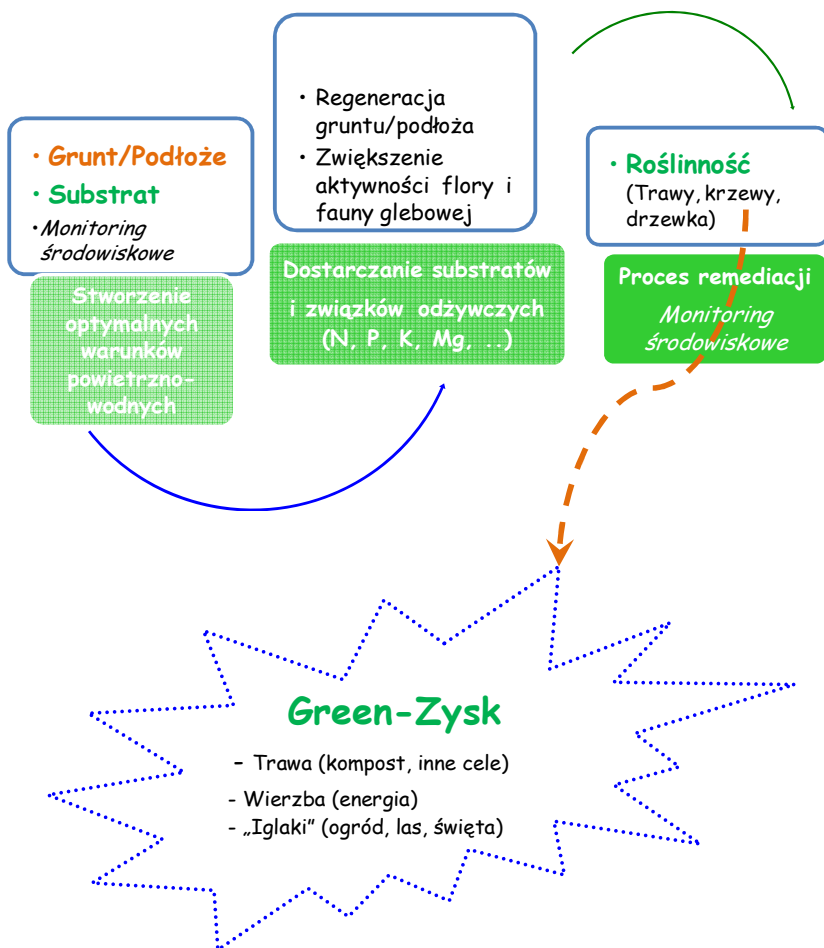 • Grunt/Podłoże
• Substrat
• Monitoring
środowiskowe
Stworzenie
optymalnych
warunków
powietrzno-
wodnych
• Regeneracja
gruntu/podłoża
• Zwiększenie
aktywności flory i
fauny glebowej
Dostarczanie substratów
i związków odżywczych
(N, P, K, Mg, ..)
• Roślinność
(Trawy, krzewy,
drzewka)
Proces remediacji
Monitoring
środowiskowe
Green-Zysk
- Trawa (kompost, inne cele)
- Wierzba (energia)
- „Iglaki” (ogród, las, święta)